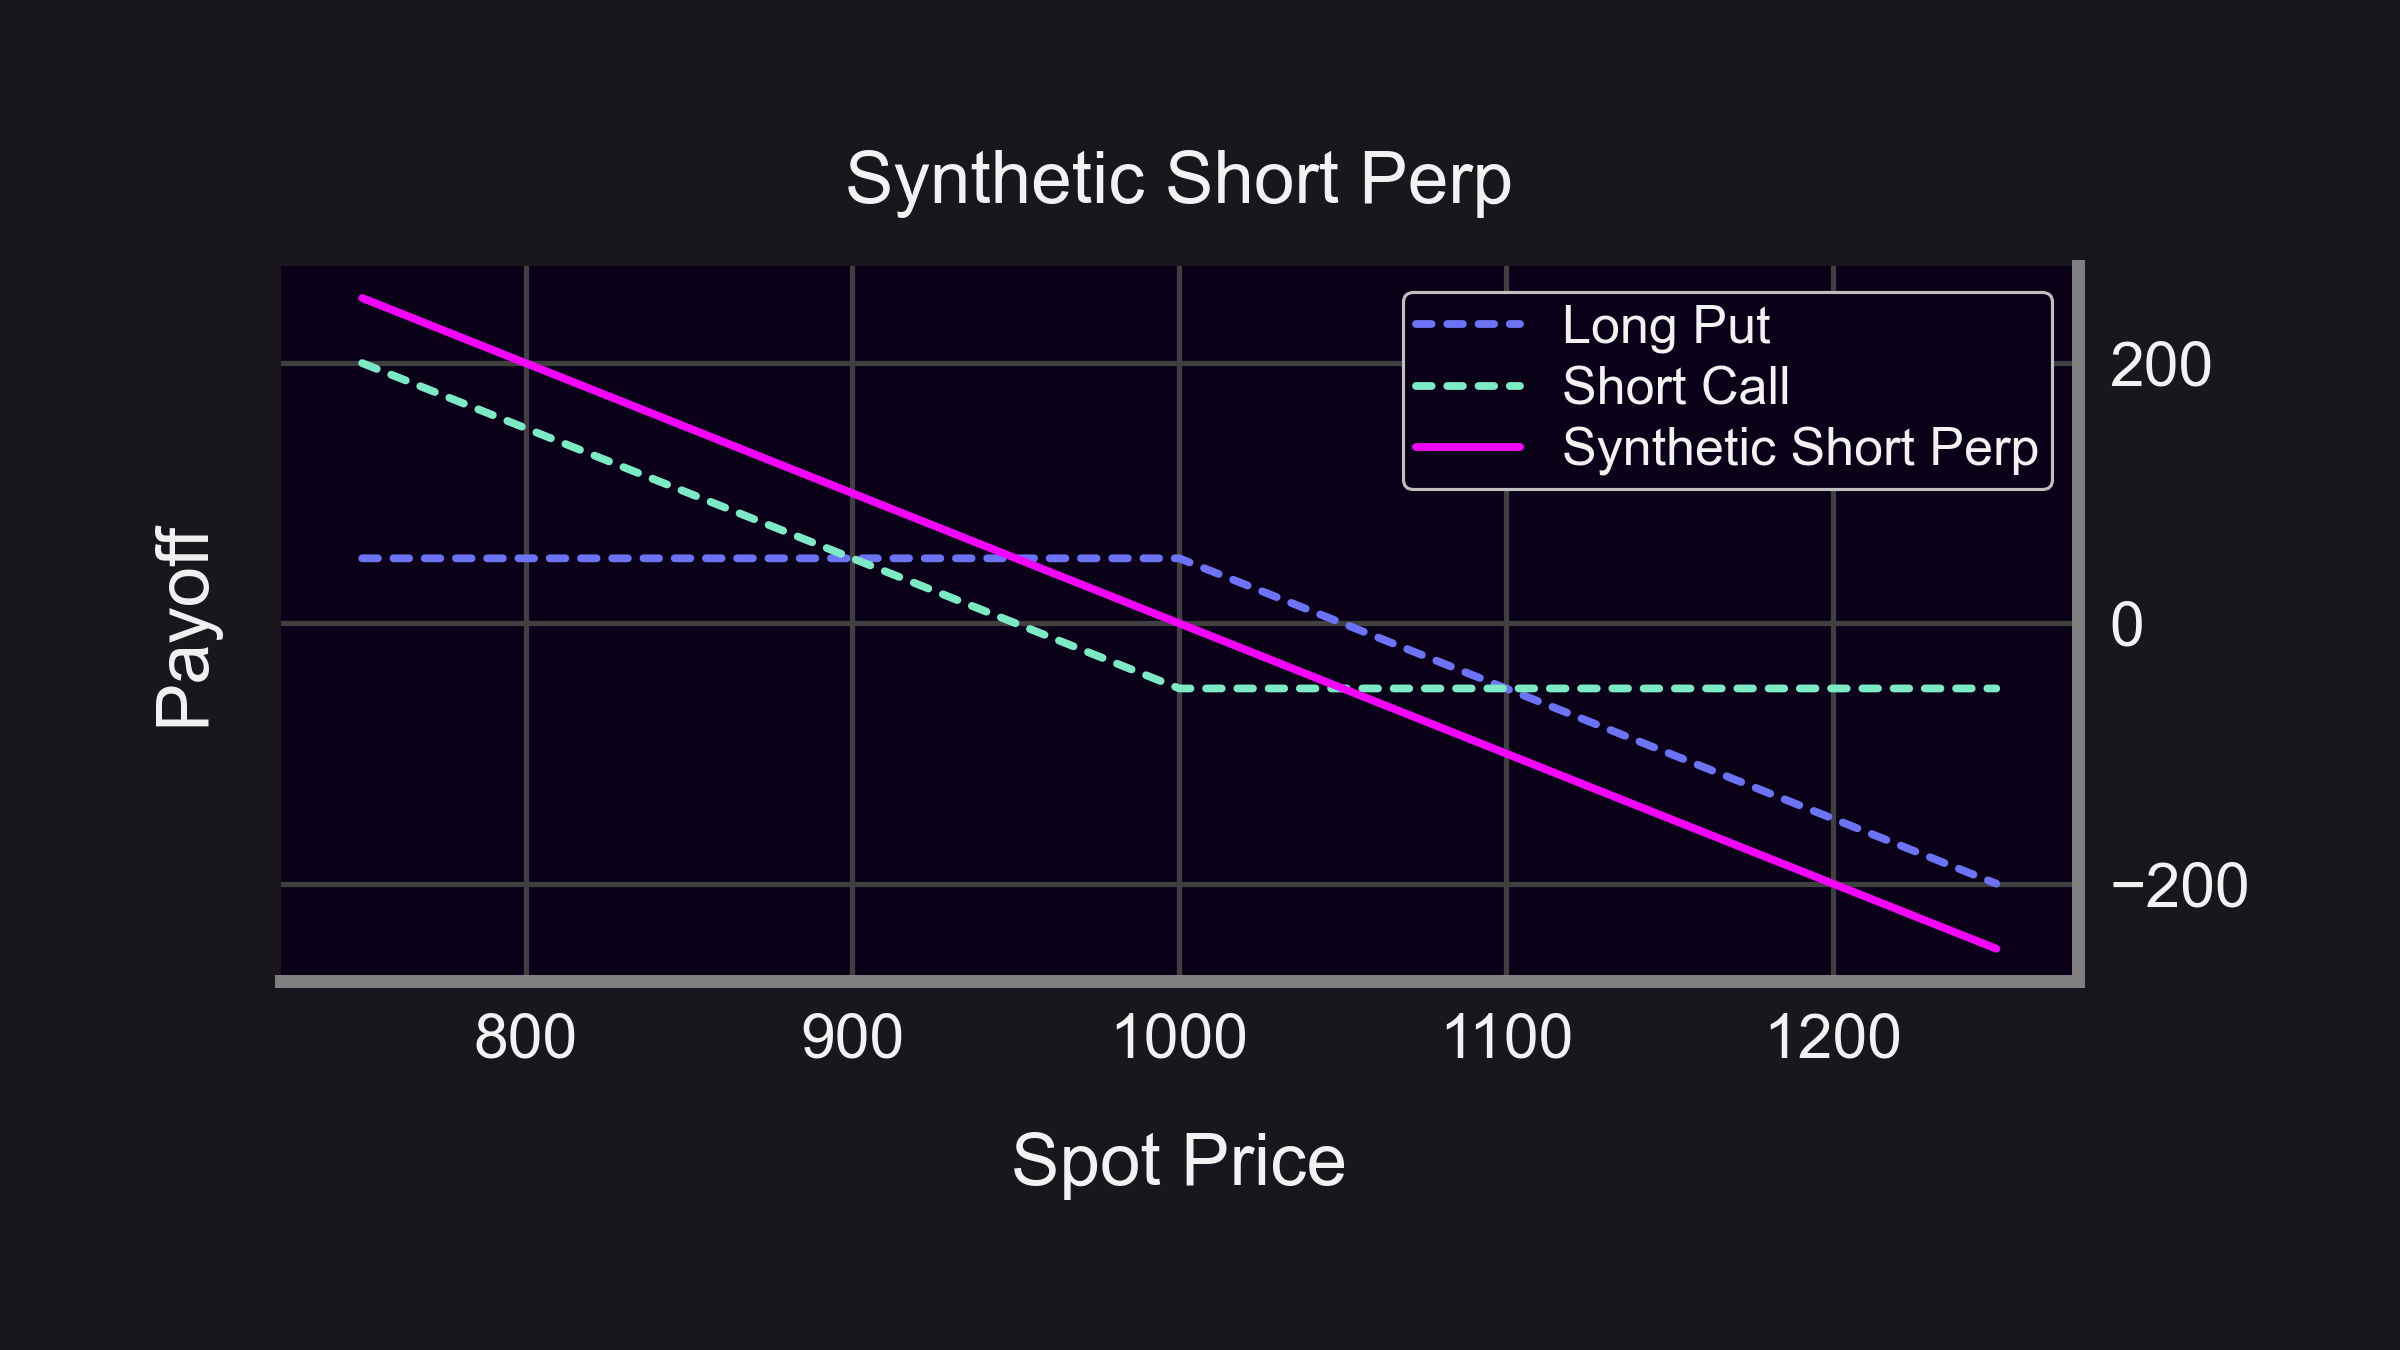 Synthetic Short Perp
Long Put
Short Call
Synthetic Short Perp
Payoff
200
0
−200
800
900
1000
1100
1200
Spot Price